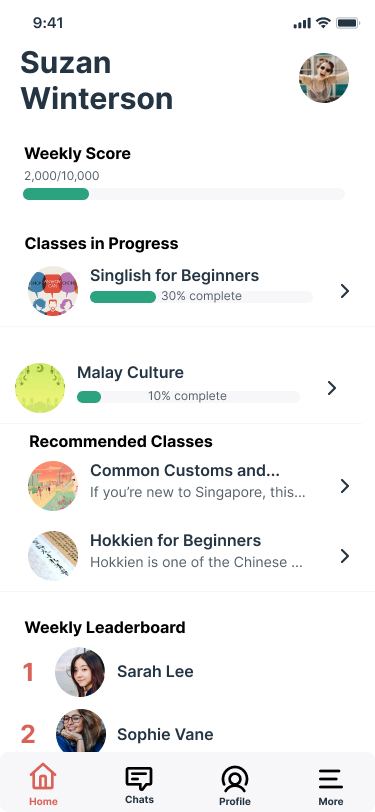 9:41
Suzan
Winterson
Weekly Score
2,000/10,000
Classes in Progress
Singlish for Beginners
30% complete
Malay Culture
10% complete
Recommended Classes
Common Customs and...
If you’re new to Singapore, this...
Hokkien for Beginners
Hokkien is one of the Chinese ...
Weekly Leaderboard
1 Sarah Lee
2 Sophie Vane
Home Chats Profile More